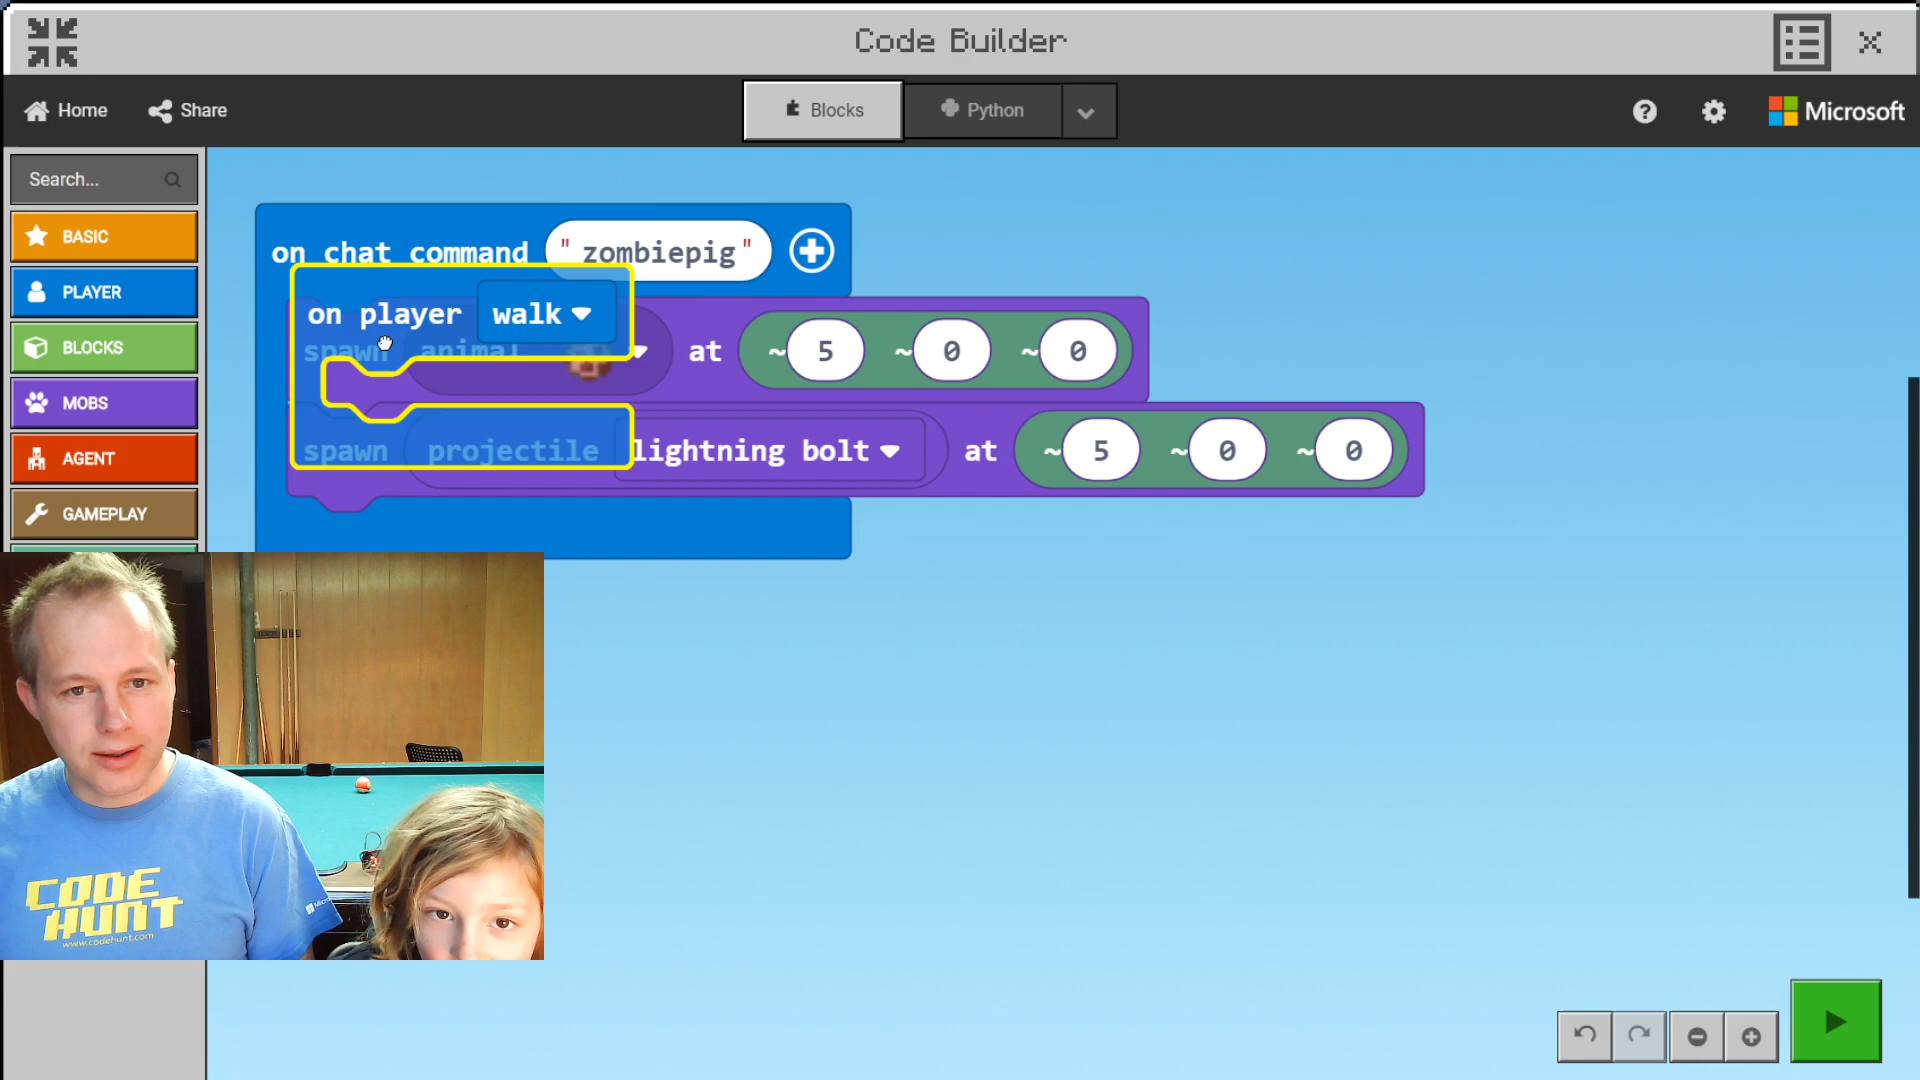 Code Builder
Home
Share
Blocks
Python
Microsoft
Search...
BASIC
PLAYER
BLOCKS
MOBS
AGENT
GAMEPLAY
on chat command " zombiepig "
on player walk
spawn animal at ~ 5 ~ 0 ~ 0
spawn projectile lightning bolt at ~ 5 ~ 0 ~ 0
CODE
HUNT
www.codehunt.com